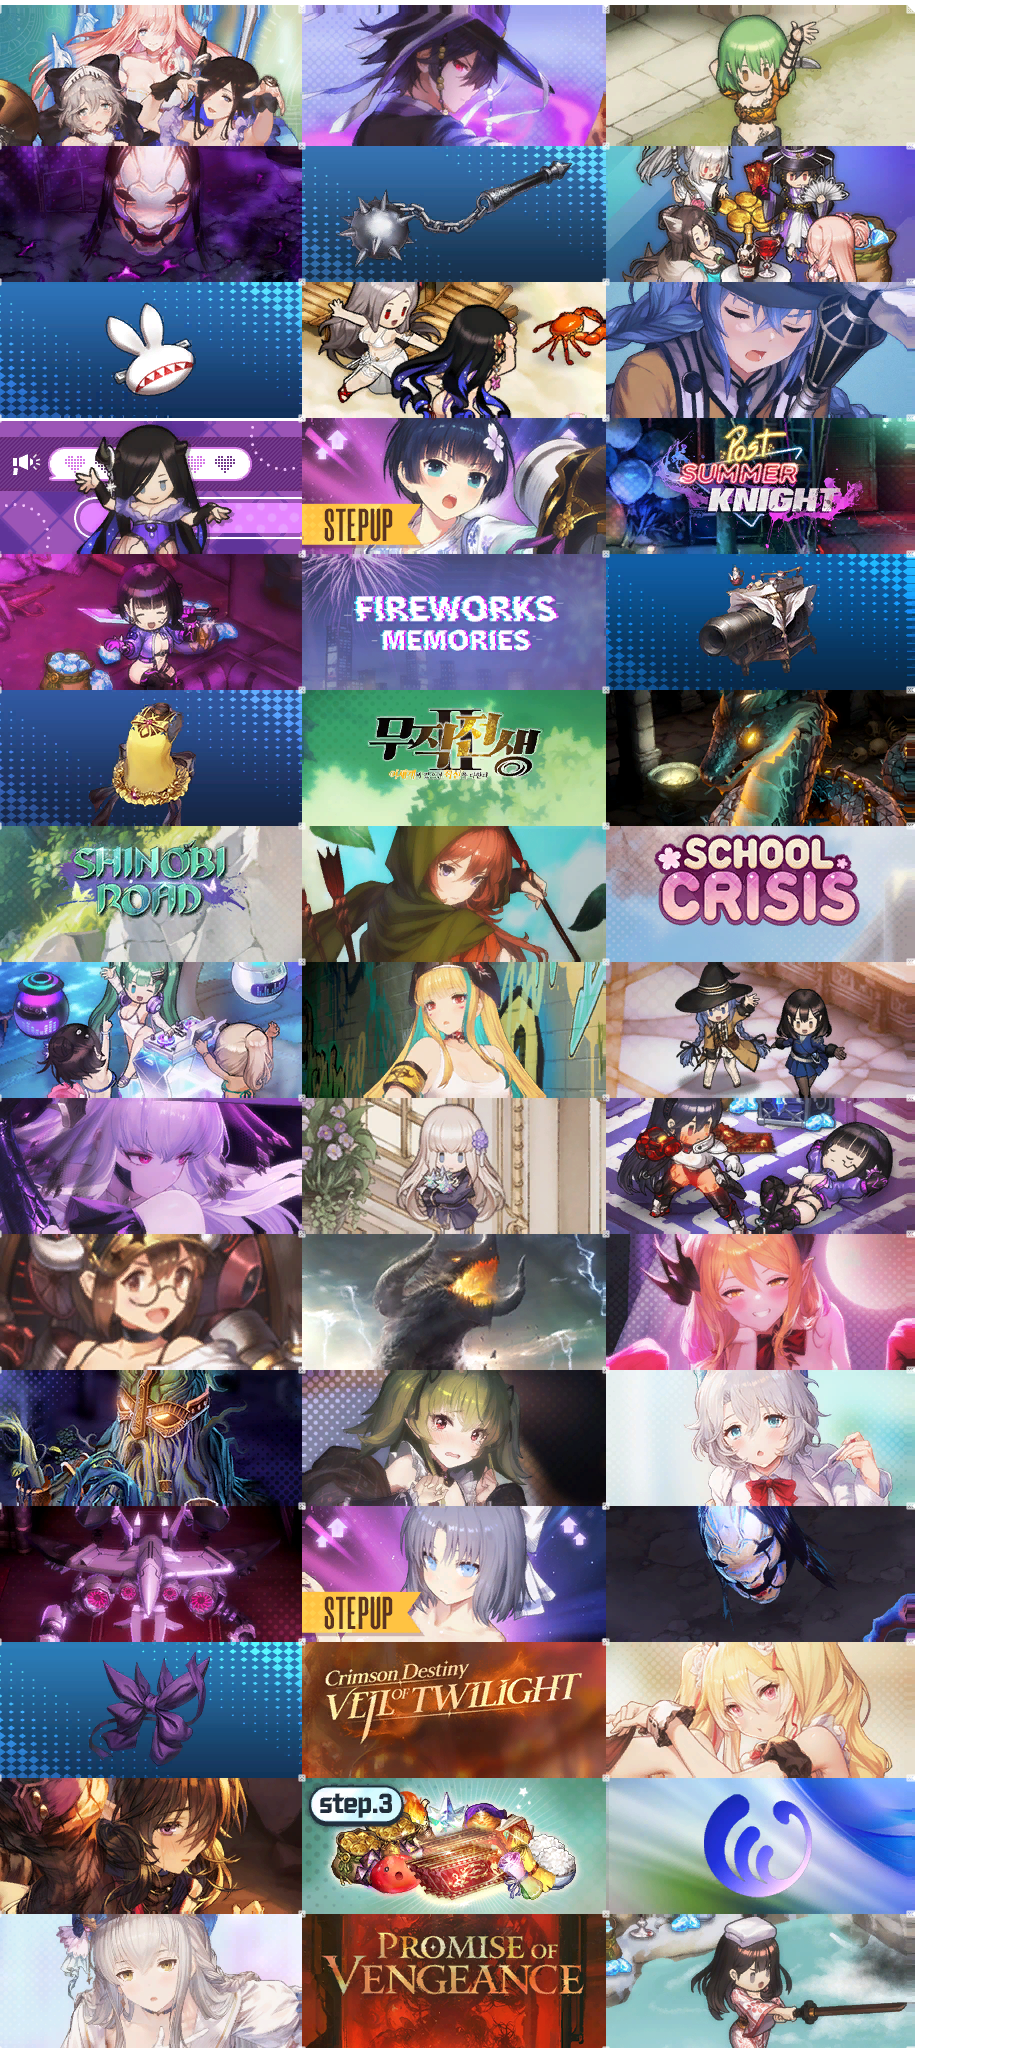 STEPUP
Post
SUMMER
KNIGHT
FIREWORKS
MEMORIES
무직전생
II
SHINOBI
ROAD
SCHOOL
CRISIS
STEPUP
Crimson Destiny
VEIL OF TWILIGHT
step.3
PROMISE OF
VENGEANCE